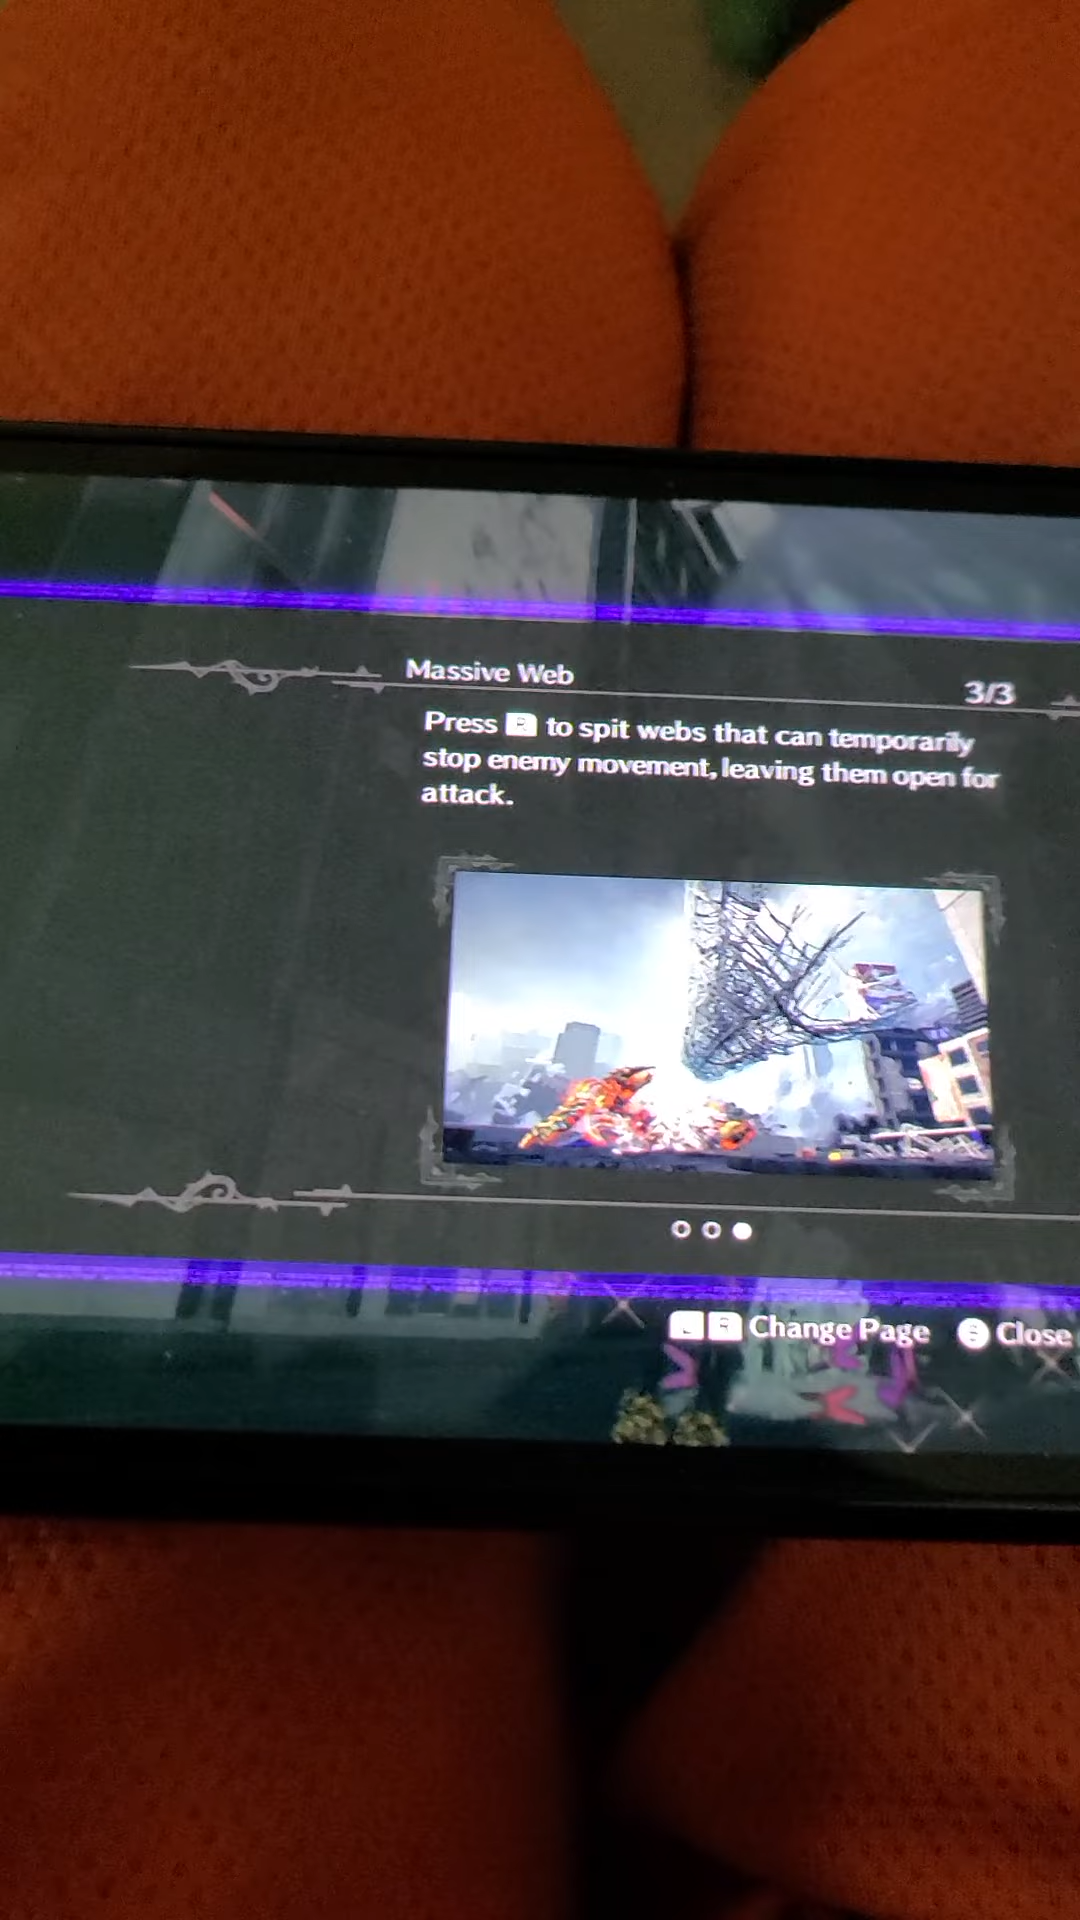 Massive Web
3/3
Press R to spit webs that can temporarily
stop enemy movement, leaving them open for
attack.
L R Change Page B Close